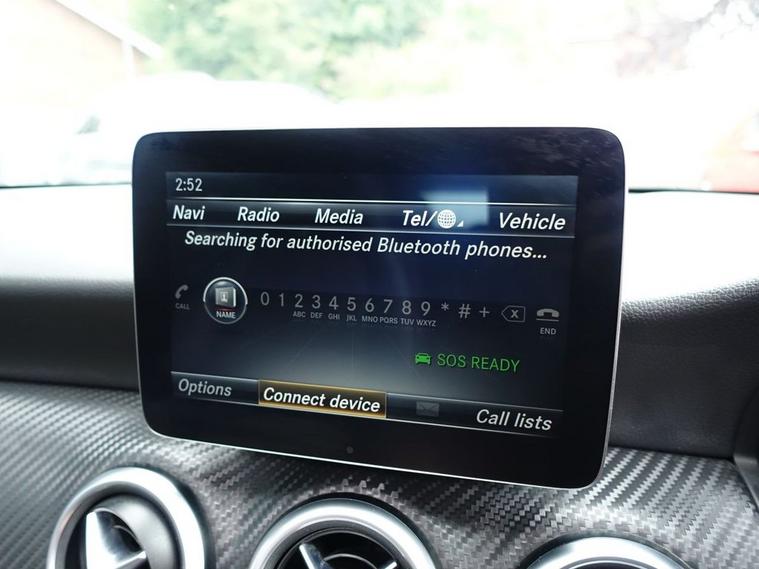 2:52
Navi Radio Media Tel/ Vehicle
Searching for authorised Bluetooth phones...
CALL NAME 0 1 2 3 4 5 6 7 8 9 * # + X END
ABC DEF GHI JKL MNO PQRS TUV WXYZ
SOS READY
Options Connect device Call lists